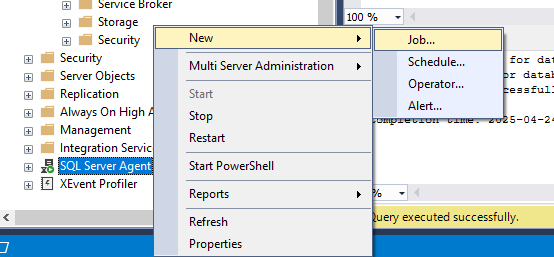 Service Broker
Storage
Security
Security
Server Objects
Replication
Always On High A
Management
Integration Servic
SQL Server Agent
XEvent Profiler
New
Multi Server Administration
Start
Stop
Restart
Start PowerShell
Reports
Refresh
Properties
Job...
Schedule...
Operator...
Alert...
100 %
for dat
or datab
cessfull
ompletion time: 2025-04-24
%
Query executed successfully.